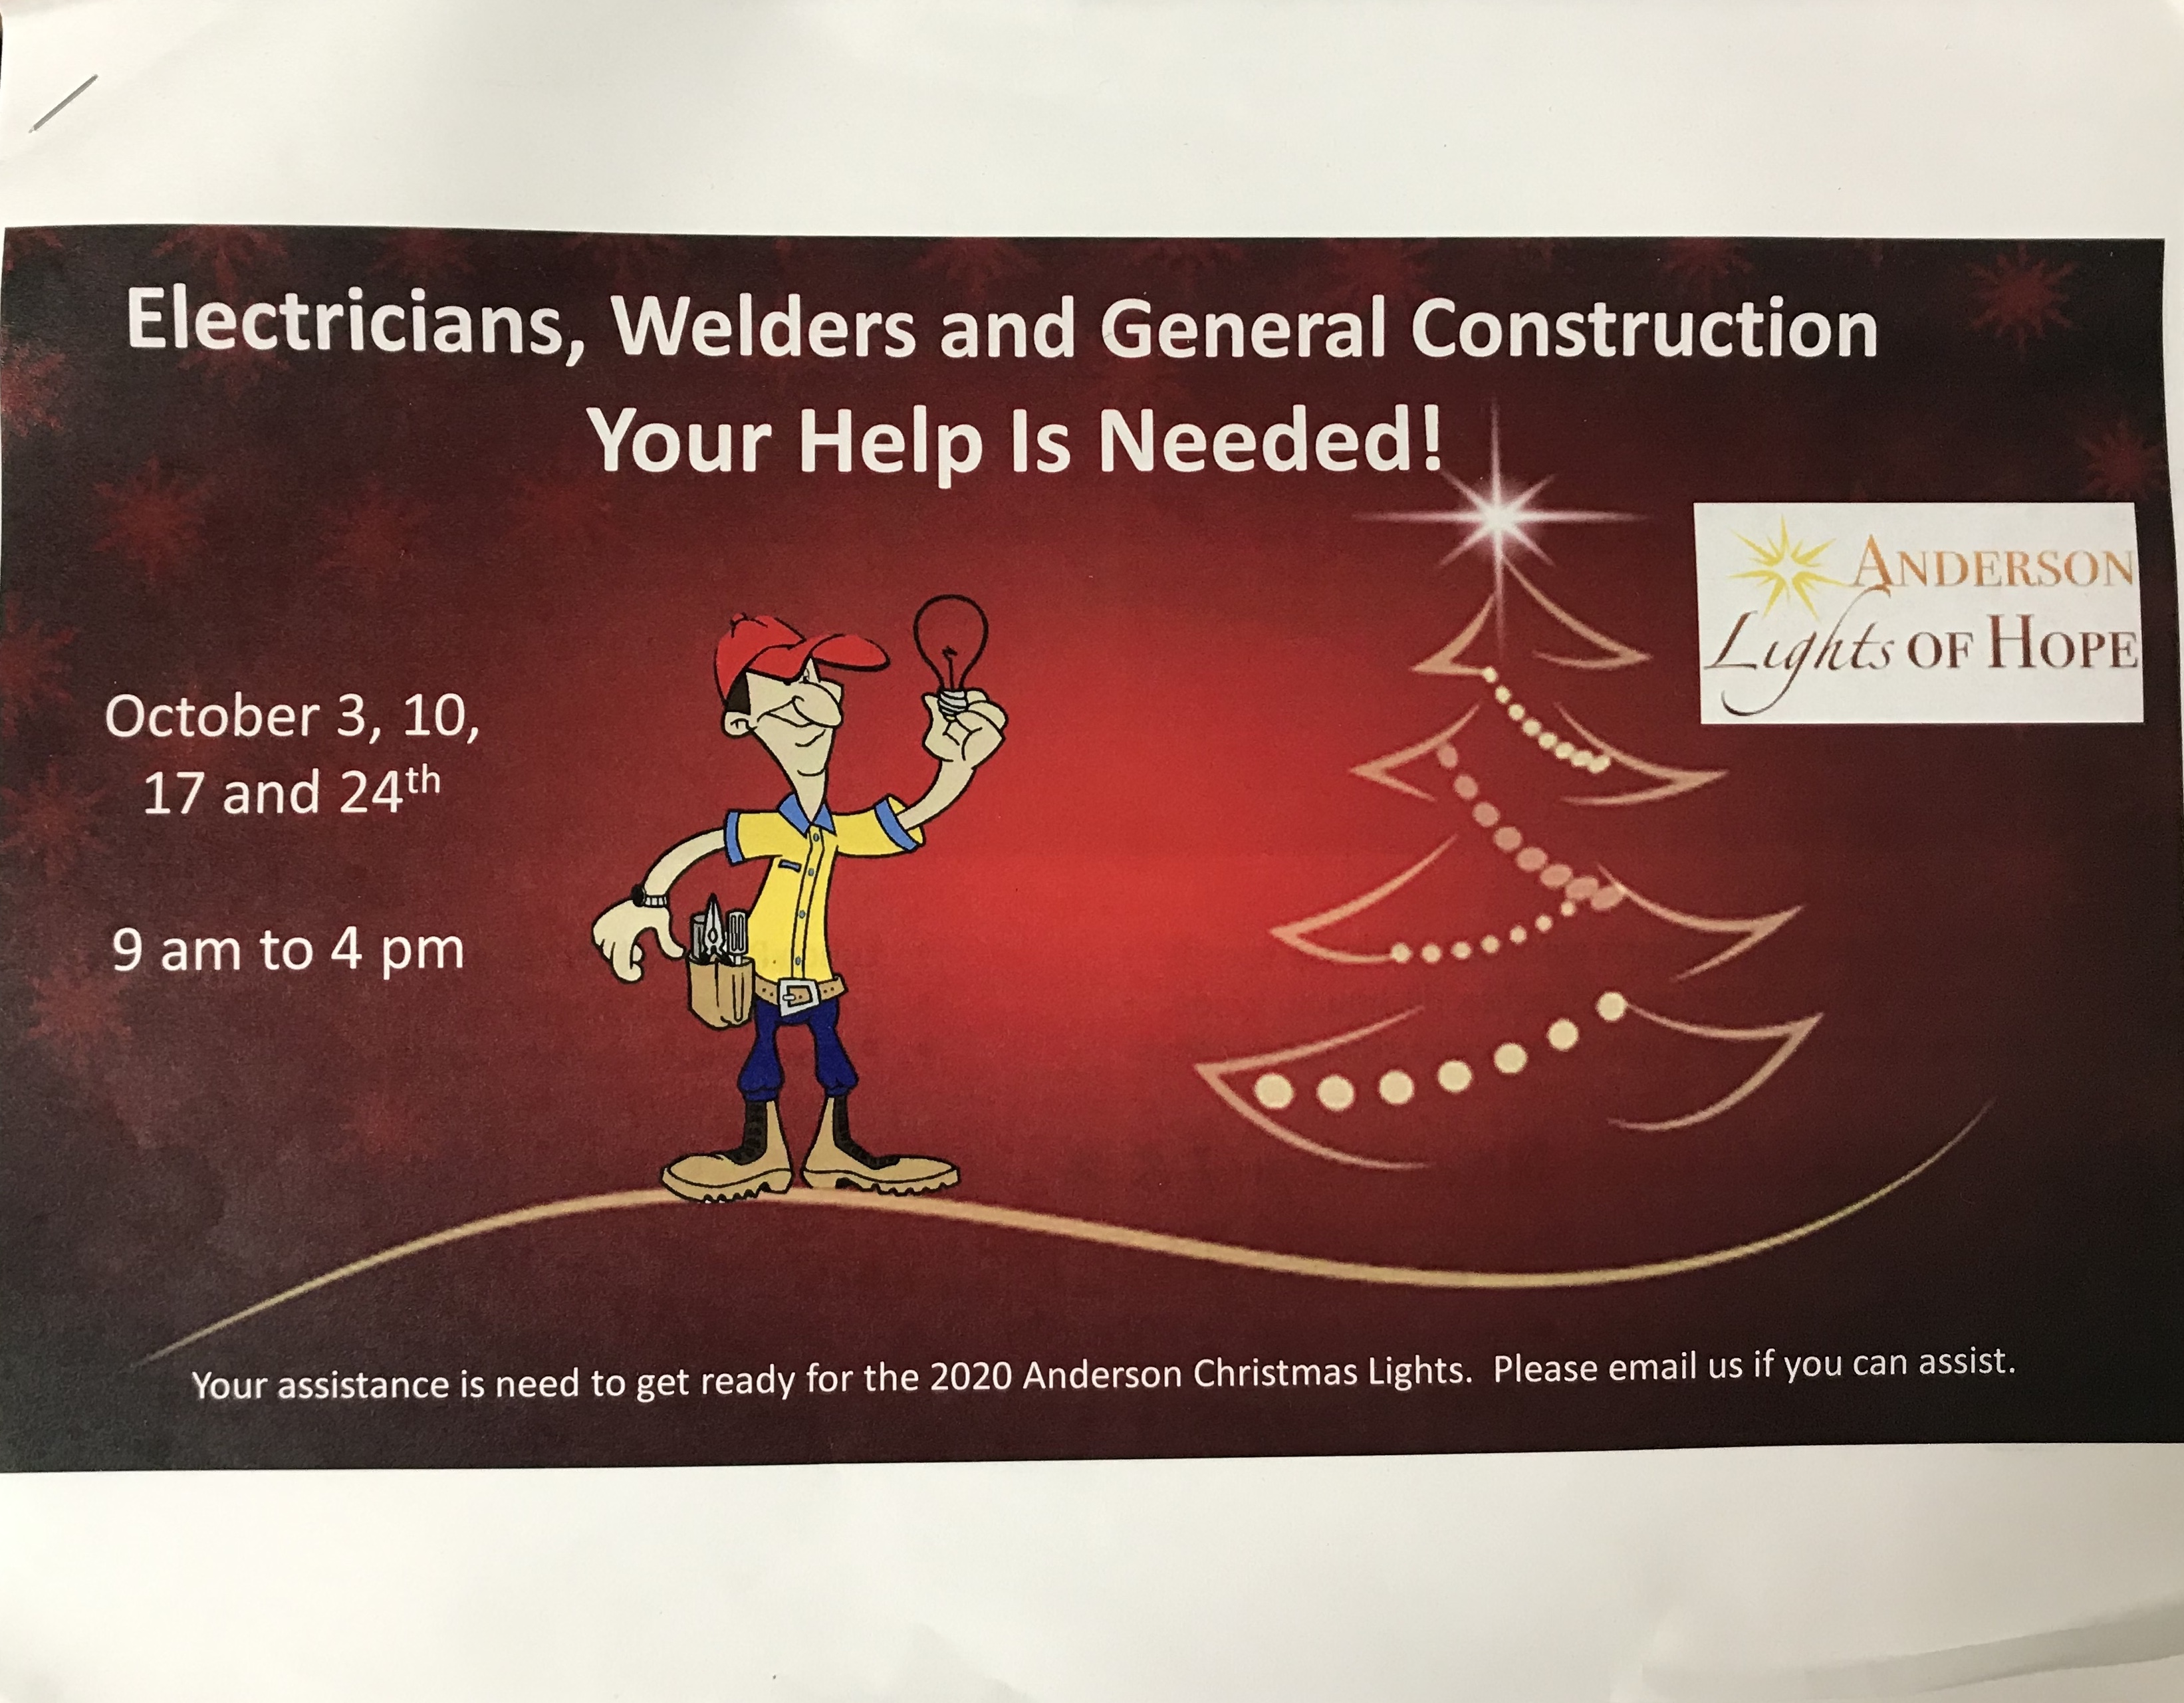 Electricians, Welders and General Construction
Your Help Is Needed!
ANDERSON
Lights OF HOPE
October 3, 10,
17 and 24th
9 am to 4 pm
Your assistance is need to get ready for the 2020 Anderson Christmas Lights.  Please email us if you can assist.